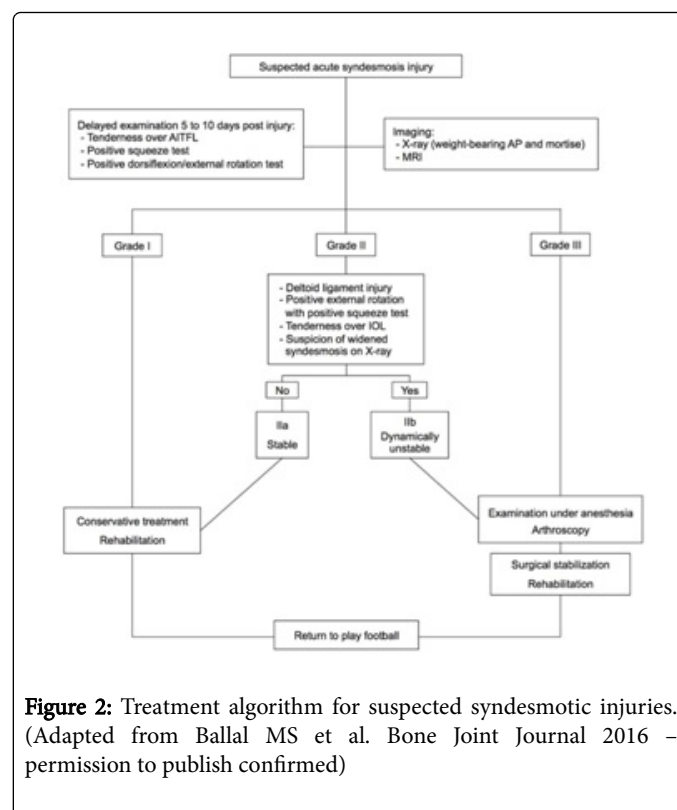 Suspected acute syndesmosis injury
Delayed examination 5 to 10 days post injury:
- Tenderness over AITFL
- Positive squeeze test
- Positive dorsiflexion/external rotation test
Imaging:
- X-ray (weight-bearing AP and mortise)
- MRI
Grade I
Grade II
Grade III
- Deltoid ligament injury
- Positive external rotation
with positive squeeze test
- Tenderness over IOL
- Suspicion of widened
syndesmosis on X-ray
No
Yes
IIa
Stable
IIb
Dynamically
unstable
Conservative treatment
Rehabilitation
Examination under anesthesia
Arthroscopy
Surgical stabilization
Rehabilitation
Return to play football
Figure 2: Treatment algorithm for suspected syndesmotic injuries.
(Adapted from Ballal MS et al. Bone Joint Journal 2016 –
permission to publish confirmed)